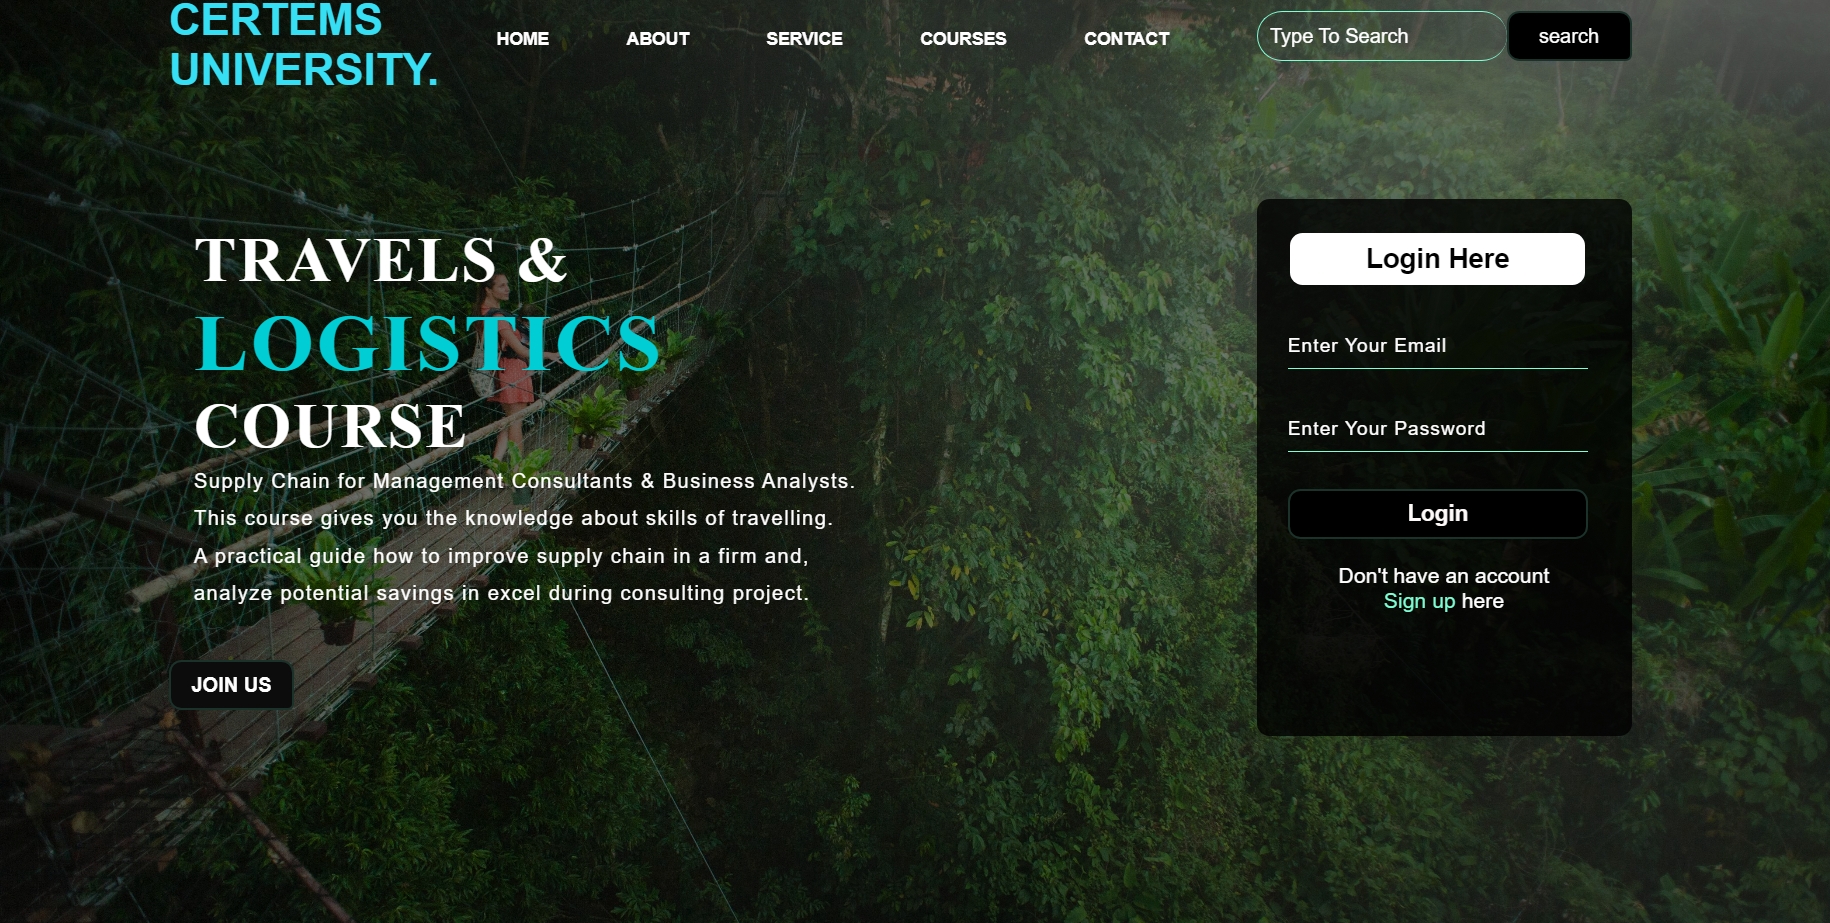 CERTEMS
UNIVERSITY.
HOME
ABOUT
SERVICE
COURSES
CONTACT
Type To Search
search
TRAVELS &
LOGISTICS
COURSE
Supply Chain for Management Consultants & Business Analysts.
This course gives you the knowledge about skills of travelling.
A practical guide how to improve supply chain in a firm and,
analyze potential savings in excel during consulting project.
JOIN US
Login Here
Enter Your Email
Enter Your Password
Login
Don't have an account
Sign up here